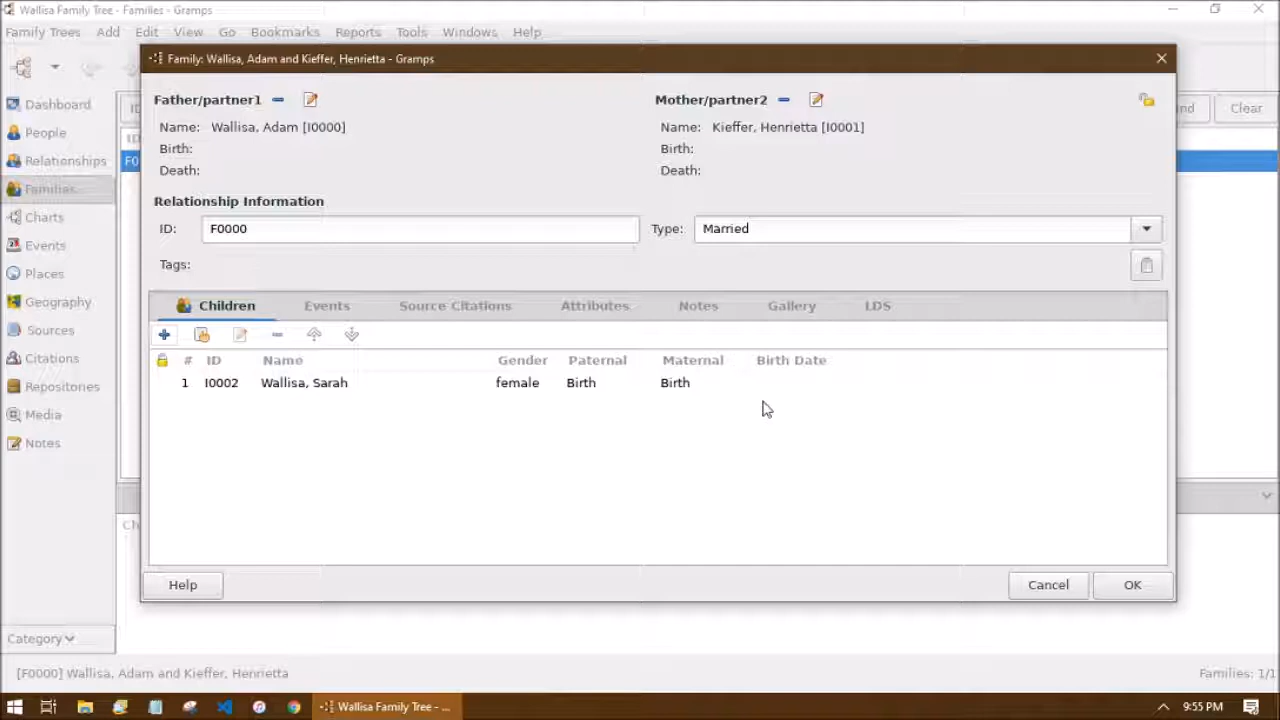 Wallisa Family Tree - Families - Gramps
Family Trees Add Edit View Go Bookmarks Reports Tools Windows Help
Family: Wallisa, Adam and Kieffer, Henrietta - Gramps
Father/partner1 Mother/partner2
Name: Wallisa, Adam [I0000] Name: Kieffer, Henrietta [I0001]
Birth: Birth:
Death: Death:
Relationship Information
ID: F0000 Type: Married
Tags:
Children Events Source Citations Attributes Notes Gallery LDS
# ID Name Gender Paternal Maternal Birth Date
1 I0002 Wallisa, Sarah female Birth Birth
Help Cancel OK
Dashboard
People
Relationships
Families
Charts
Events
Places
Geography
Sources
Citations
Repositories
Media
Notes
Category
ID
F0
nd Clear
Ch
[F0000] Wallisa, Adam and Kieffer, Henrietta Families: 1/1
Wallisa Family Tree - ... 9:55 PM